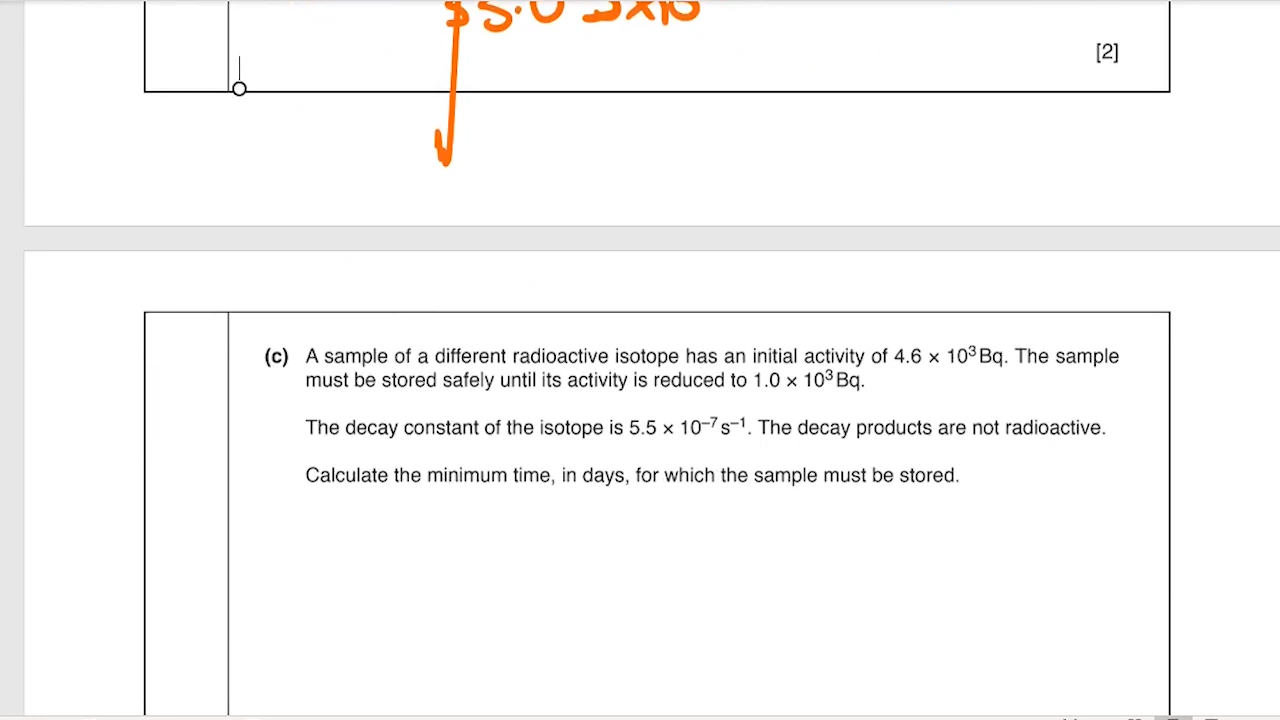 [2]
(c) A sample of a different radioactive isotope has an initial activity of 4.6 × 10³ Bq. The sample
must be stored safely until its activity is reduced to 1.0 × 10³ Bq.
The decay constant of the isotope is 5.5 × 10⁻⁷ s⁻¹. The decay products are not radioactive.
Calculate the minimum time, in days, for which the sample must be stored.